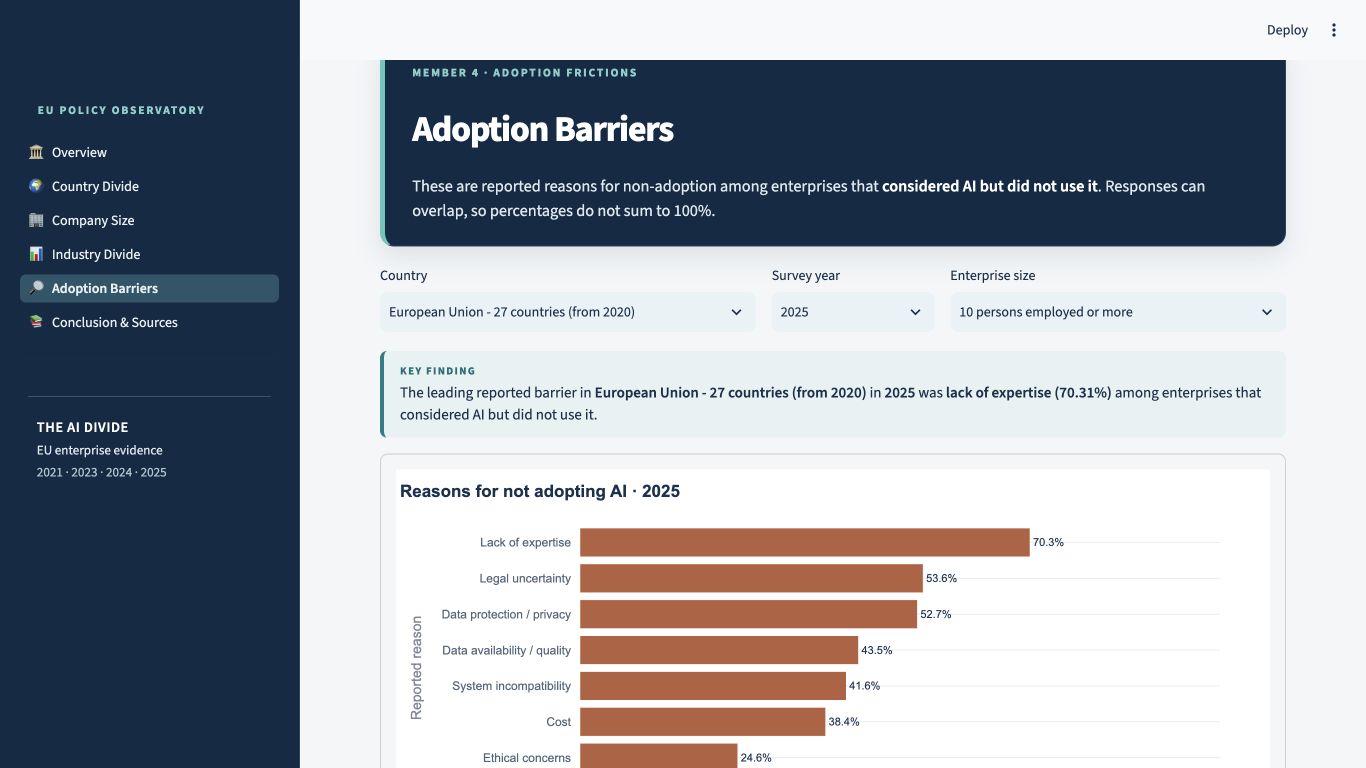 Deploy
EU POLICY OBSERVATORY
Overview
Country Divide
Company Size
Industry Divide
Adoption Barriers
Conclusion & Sources
THE AI DIVIDE
EU enterprise evidence
2021 · 2023 · 2024 · 2025
MEMBER 4 · ADOPTION FRICTIONS
Adoption Barriers
These are reported reasons for non-adoption among enterprises that considered AI but did not use it. Responses can
overlap, so percentages do not sum to 100%.
Country
Survey year
Enterprise size
European Union - 27 countries (from 2020)
2025
10 persons employed or more
KEY FINDING
The leading reported barrier in European Union - 27 countries (from 2020) in 2025 was lack of expertise (70.31%) among enterprises that
considered AI but did not use it.
Reasons for not adopting AI · 2025
Reported reason
Lack of expertise 70.3%
Legal uncertainty 53.6%
Data protection / privacy 52.7%
Data availability / quality 43.5%
System incompatibility 41.6%
Cost 38.4%
Ethical concerns 24.6%